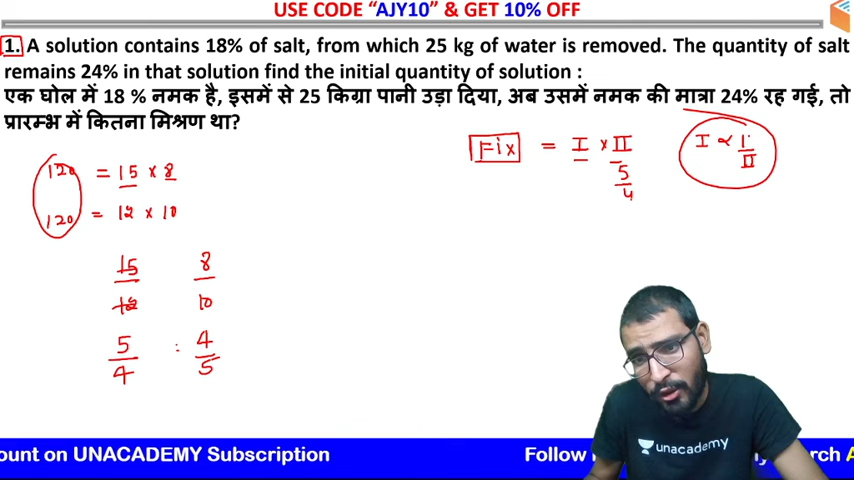 USE CODE “AJY10” & GET 10% OFF
1. A solution contains 18% of salt, from which 25 kg of water is removed. The quantity of salt
remains 24% in that solution find the initial quantity of solution :
एक घोल में 18 % नमक है, इसमें से 25 किग्रा पानी उड़ा दिया, अब उसमें नमक की मात्रा 24% रह गई, तो
प्रारम्भ में कितना मिश्रण था?
Fix = I × II
5
4
I ∝ 1
II
120 = 15 × 8
120 = 12 × 10
15 8
12 10
5 : 4
4 5
unacademy
ount on UNACADEMY Subscription
Follow
arch A